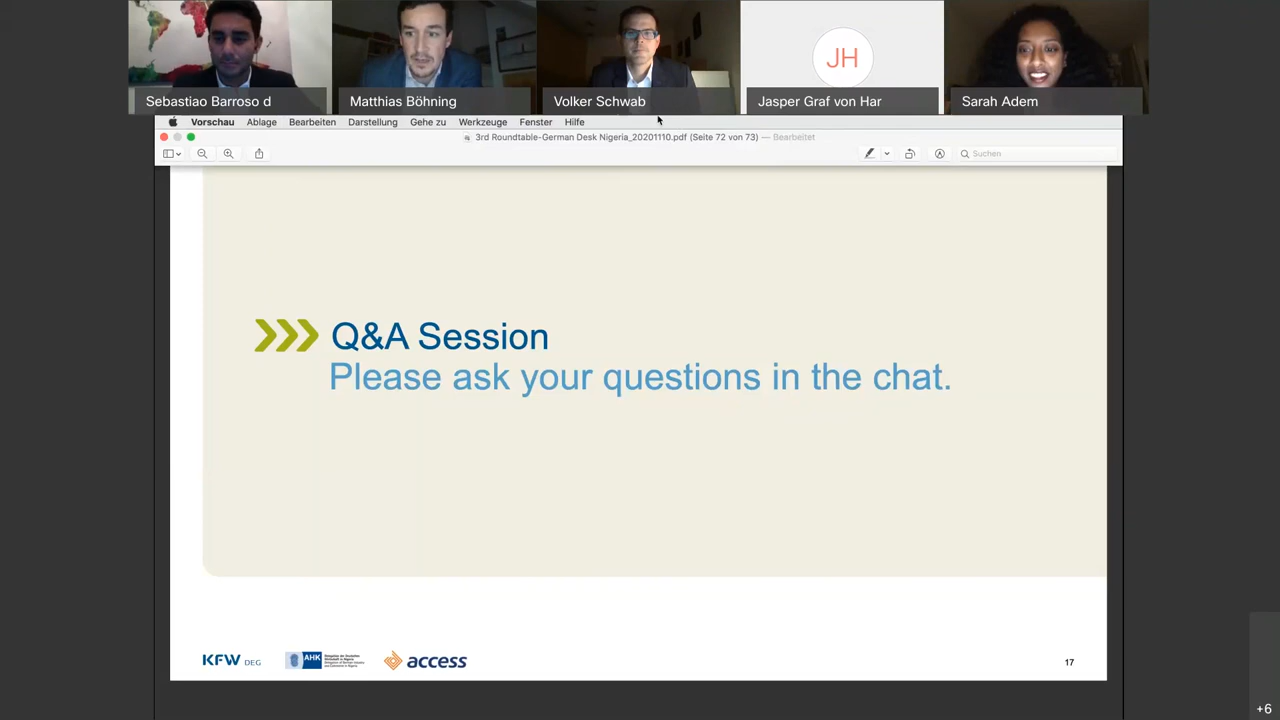 Sebastiao Barroso d
Matthias Böhning
Volker Schwab
JH
Jasper Graf von Har
Sarah Adem
Vorschau Ablage Bearbeiten Darstellung Gehe zu Werkzeuge Fenster Hilfe
3rd Roundtable-German Desk Nigeria_20201110.pdf (Seite 72 von 73) — Bearbeitet
Suchen
Q&A Session
Please ask your questions in the chat.
KFW DEG
AHK
access
17
+6